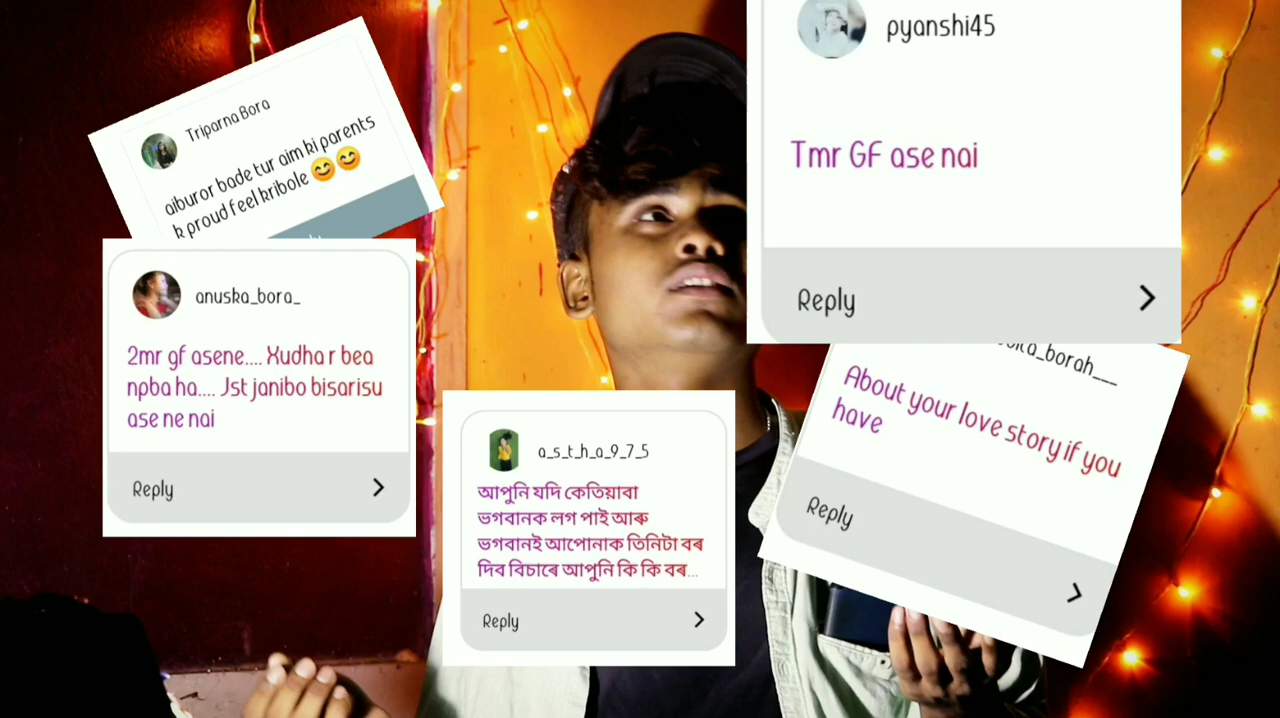 Triparna Bora
aiburor bade tur aim ki parents
k proud feel kribole 😊😊
pyanshi45
Tmr GF ase nai
Reply
anuska_bora_
2mr gf asene.... Xudha r bea
npba ha.... Jst janibo bisarisu
ase ne nai
Reply
a_s_t_h_a_9_7_5
আপুনি যদি কেতিয়াবা
ভগবানক লগ পাই আৰু
ভগবানই আপোনাক তিনিটা বৰ
দিব বিচাৰে আপুনি কি কি বৰ...
Reply
_borah___
About your love story if you
have
Reply